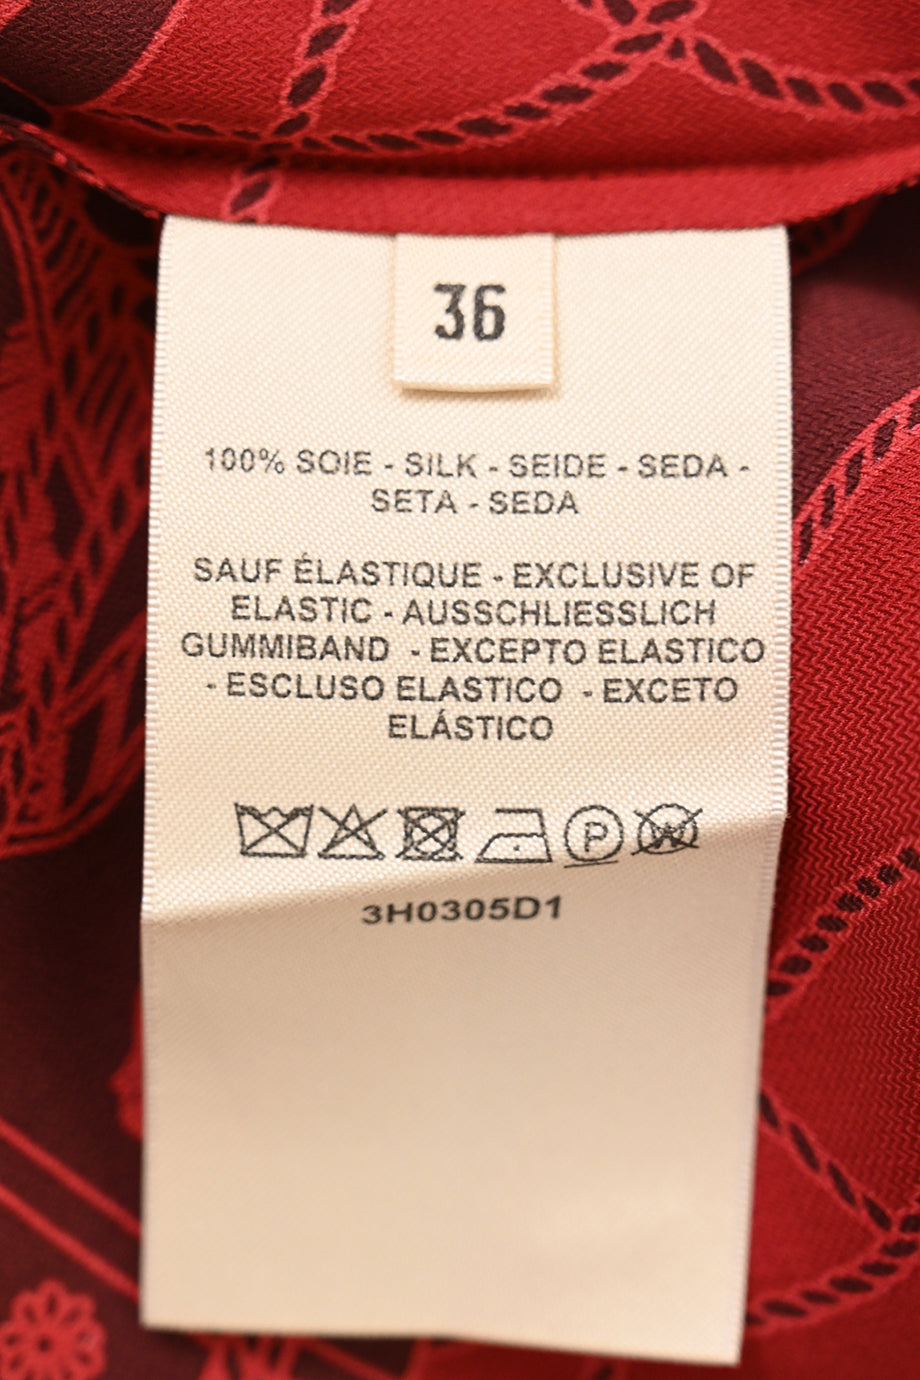 36
100% SOIE - SILK - SEIDE - SEDA -
SETA - SEDA
SAUF ÉLASTIQUE - EXCLUSIVE OF
ELASTIC - AUSSCHLIESSLICH
GUMMIBAND - EXCEPTO ELASTICO
- ESCLUSO ELASTICO - EXCETO
ELÁSTICO
P W
3H0305D1